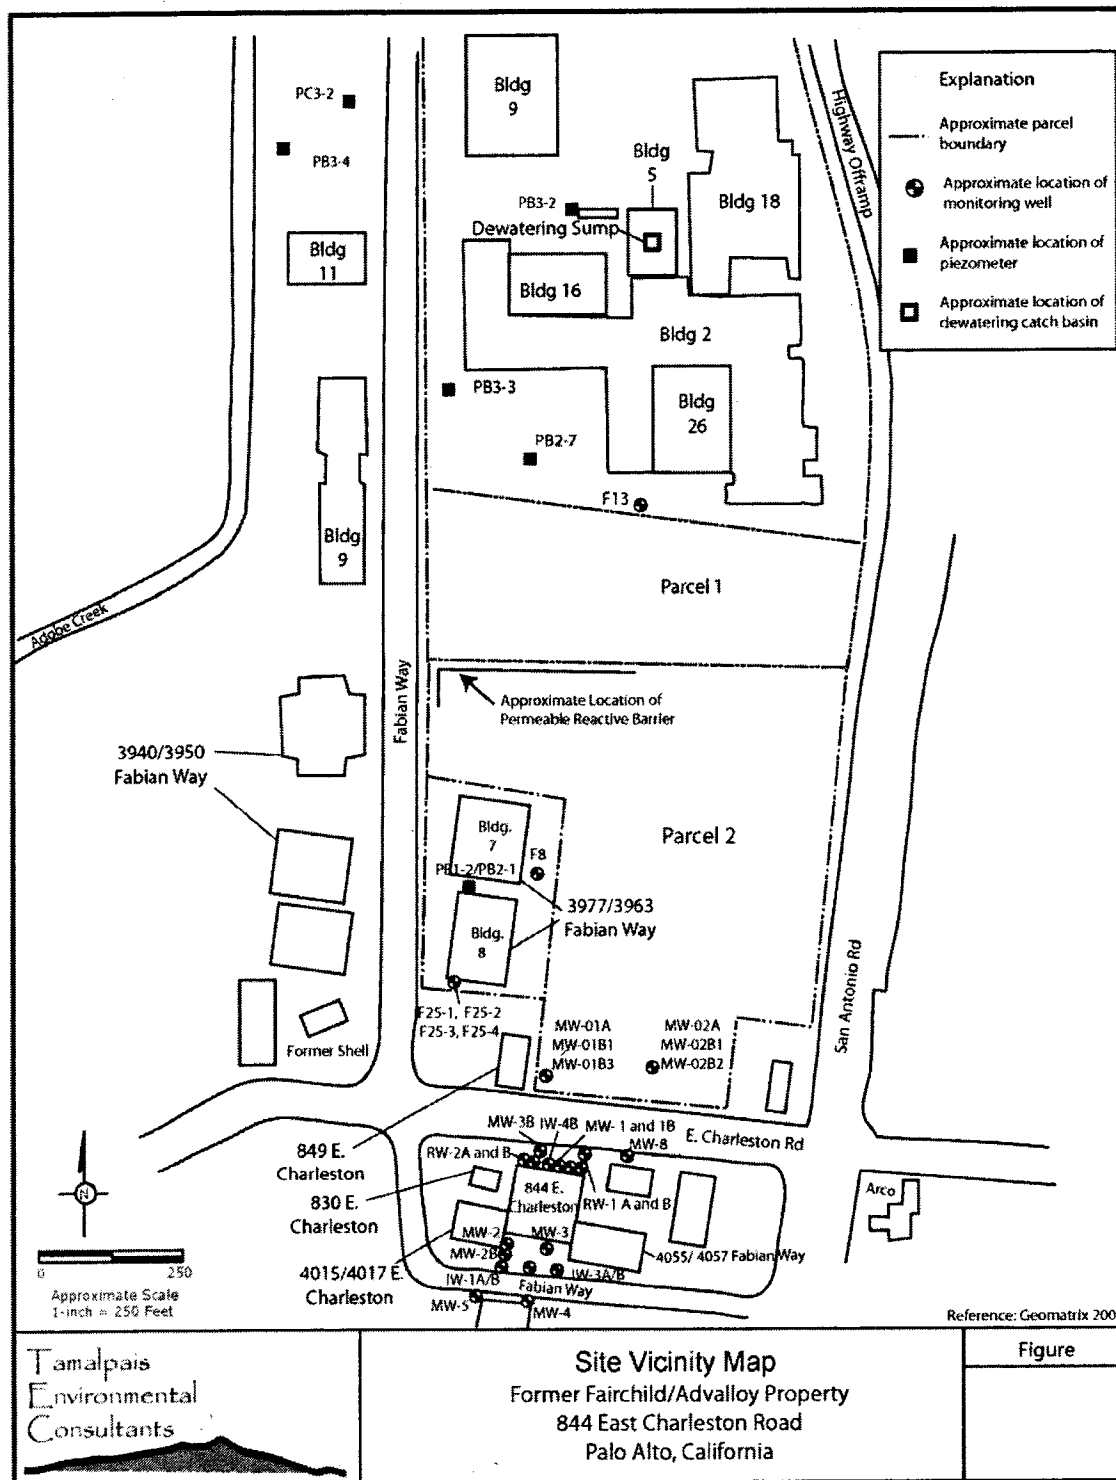 Explanation
Approximate parcel
boundary
Approximate location of
monitoring well
Approximate location of
piezometer
Approximate location of
dewatering catch basin
PC3-2
PB3-4
Bldg
9
Bldg
5
Bldg 18
Highway Offramp
PB3-2
Dewatering Sump
Bldg
11
Bldg 16
Bldg 2
PB3-3
Bldg
26
PB2-7
F13
Bldg
9
Parcel 1
Adobe Creek
Fabian Way
Approximate Location of
Permeable Reactive Barrier
3940/3950
Fabian Way
Bldg.
7
F8
Parcel 2
PB1-2/PB2-1
3977/3963
Fabian Way
Bldg.
8
San Antonio Rd
F25-1, F25-2
F25-3, F25-4
MW-01A
MW-01B1
MW-01B3
MW-02A
MW-02B1
MW-02B2
Former Shell
E. Charleston Rd
MW-3B
IW-4B
MW- 1 and 1B
MW-8
849 E.
Charleston
RW-2A and B
830 E.
Charleston
844 E.
Charleston
RW-1 A and B
Arco
N
MW-2
MW-3
MW-2B
4055/ 4057 Fabian Way
4015/4017 E.
Charleston
IW-1A/B
IW-3A/B
Fabian Way
MW-5
MW-4
0
250
Approximate Scale
1-inch = 250 Feet
Reference: Geomatrix 200
Tamalpais
Environmental
Consultants
Site Vicinity Map
Former Fairchild/Advalloy Property
844 East Charleston Road
Palo Alto, California
Figure